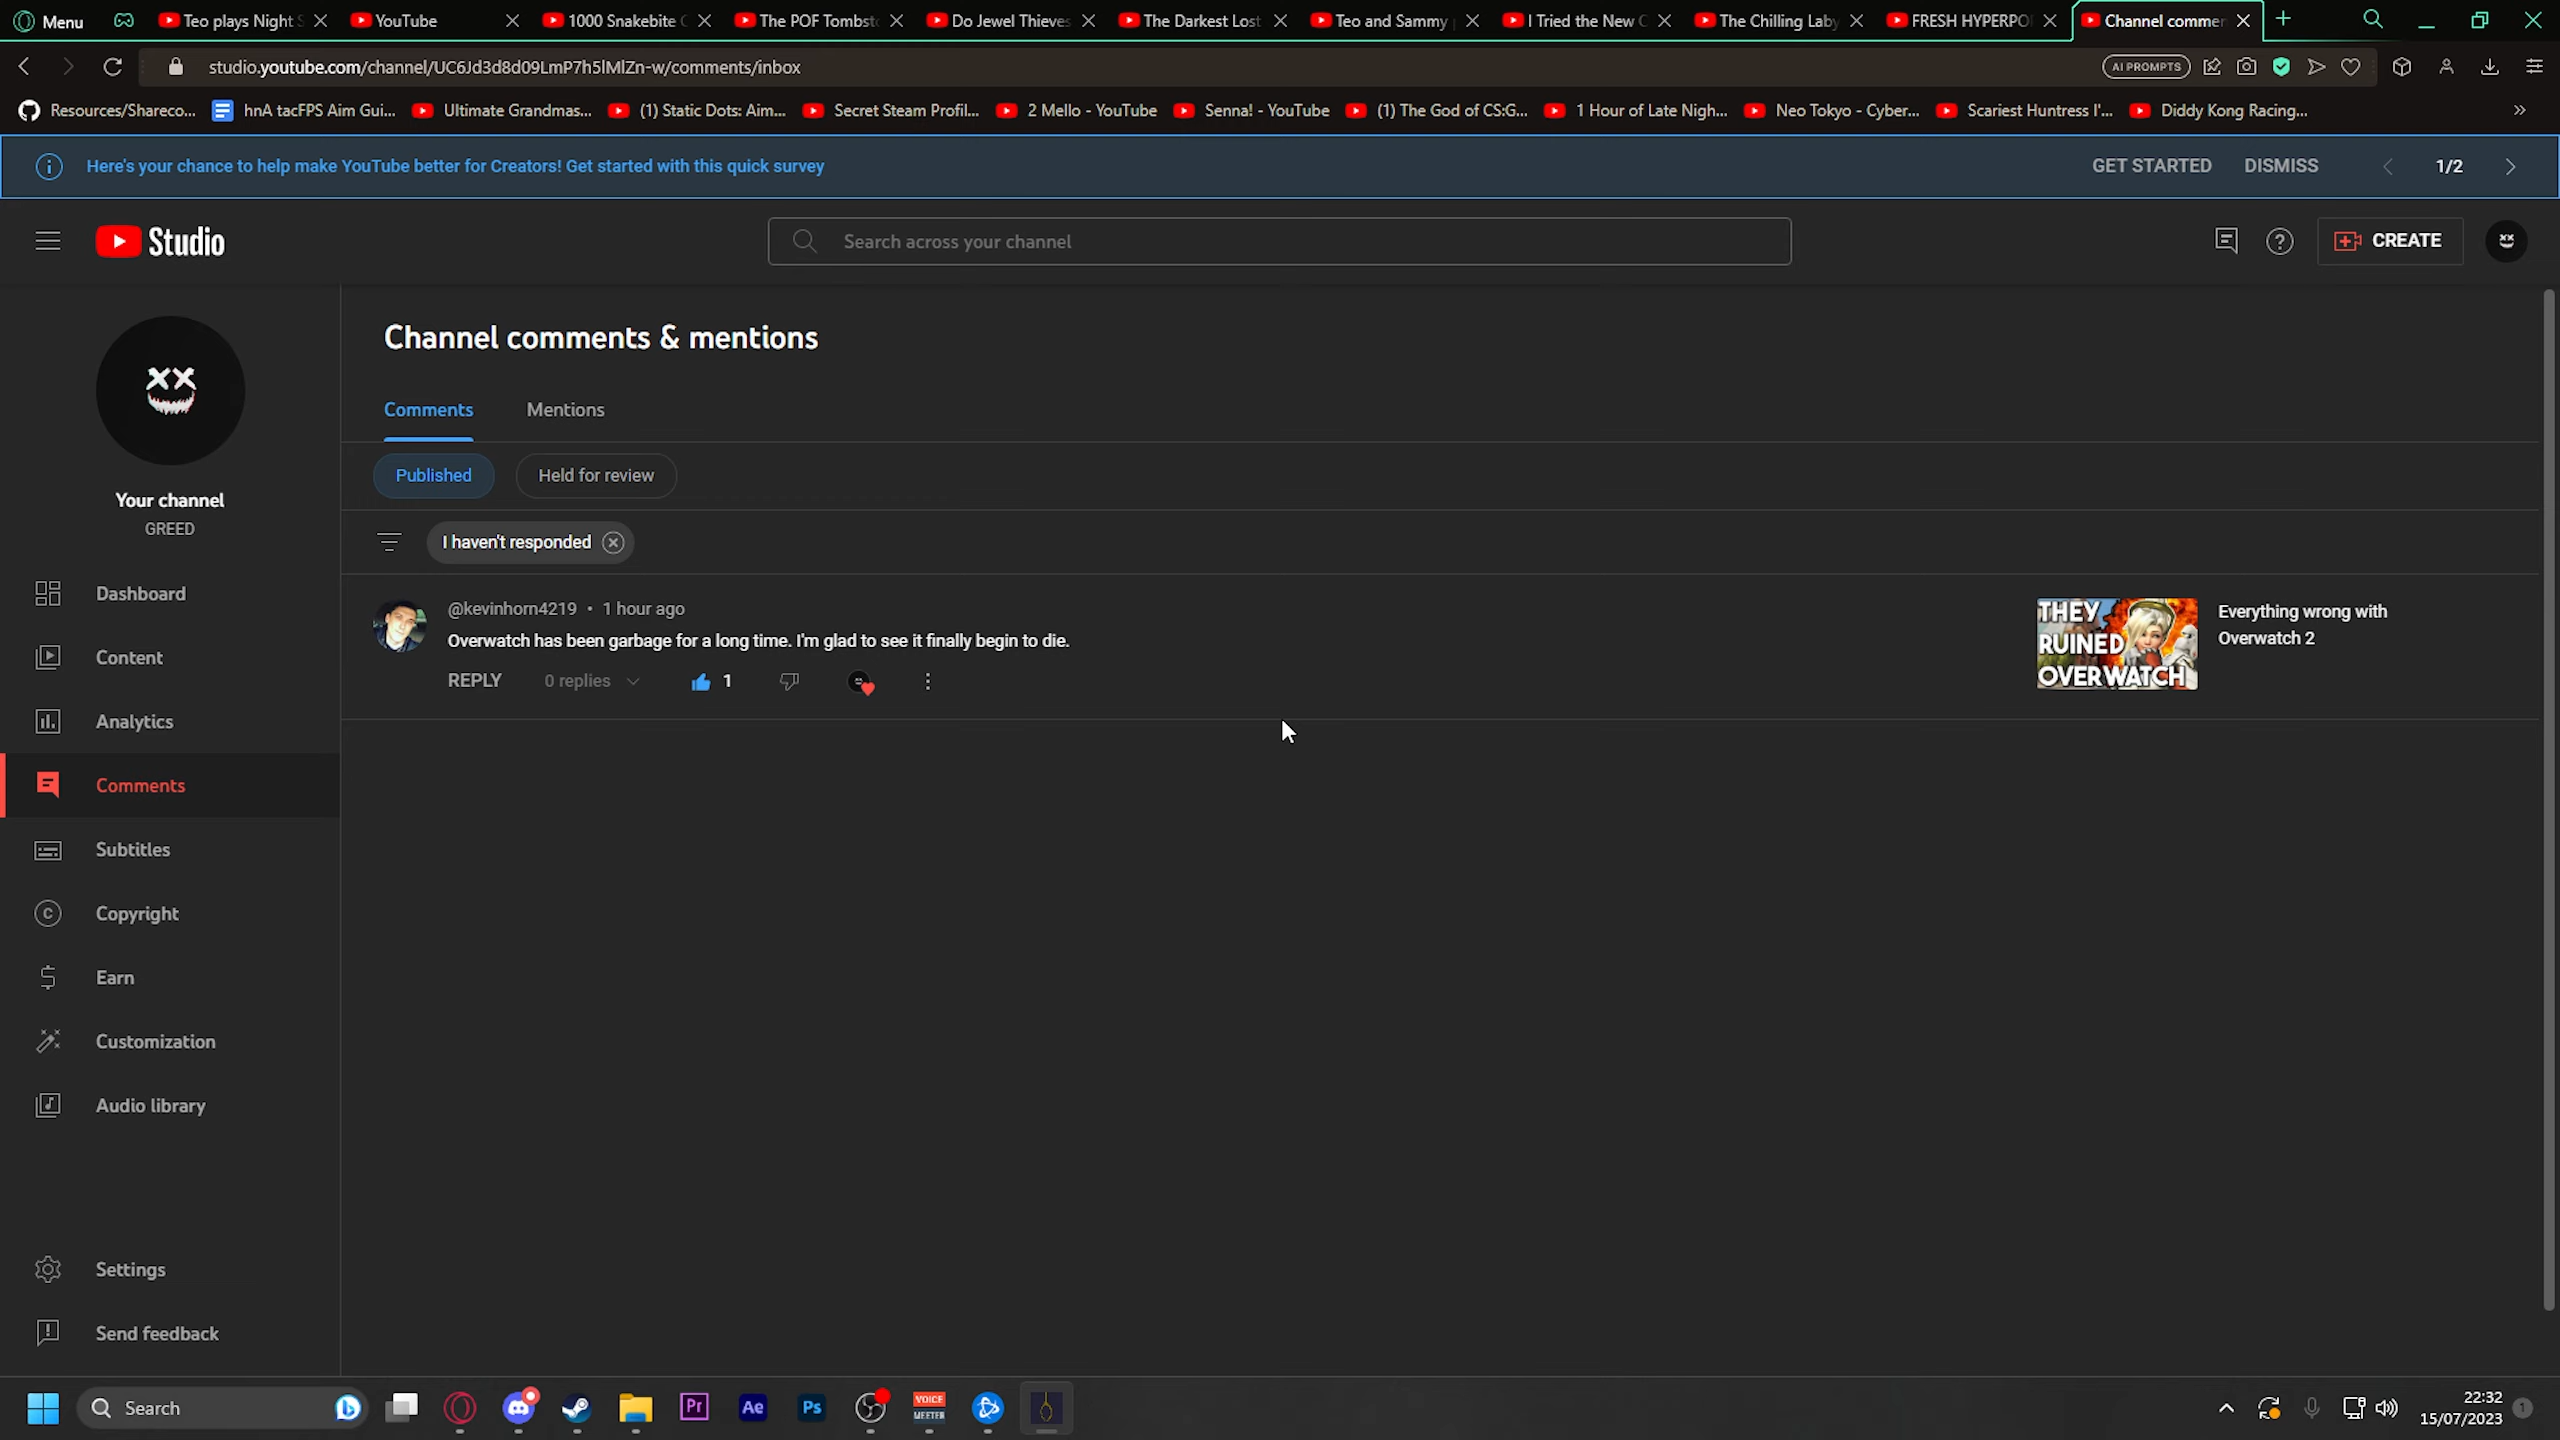 Menu
Teo plays Night S
YouTube
1000 Snakebite C
The POF Tombsto
Do Jewel Thieves
The Darkest Lost
Teo and Sammy
I Tried the New C
The Chilling Laby
FRESH HYPERPO
Channel commen
studio.youtube.com/channel/UC6Jd3d8d09LmP7h5lMlZn-w/comments/inbox
AI PROMPTS
Resources/Shareco...
hnA tacFPS Aim Gui...
Ultimate Grandmas...
(1) Static Dots: Aim...
Secret Steam Profil...
2 Mello - YouTube
Senna! - YouTube
(1) The God of CS:G...
1 Hour of Late Nigh...
Neo Tokyo - Cyber...
Scariest Huntress I'...
Diddy Kong Racing...
Here's your chance to help make YouTube better for Creators! Get started with this quick survey
GET STARTED
DISMISS
1/2
Studio
Search across your channel
CREATE
Your channel
GREED
Dashboard
Content
Analytics
Comments
Subtitles
Copyright
Earn
Customization
Audio library
Settings
Send feedback
Channel comments & mentions
Comments
Mentions
Published
Held for review
I haven't responded
@kevinhorn4219 • 1 hour ago
Overwatch has been garbage for a long time. I'm glad to see it finally begin to die.
REPLY
0 replies
1
THEY
RUINED
OVERWATCH
Everything wrong with
Overwatch 2
Search
Pr
Ae
Ps
VOICE
MEETER
22:32
15/07/2023
1